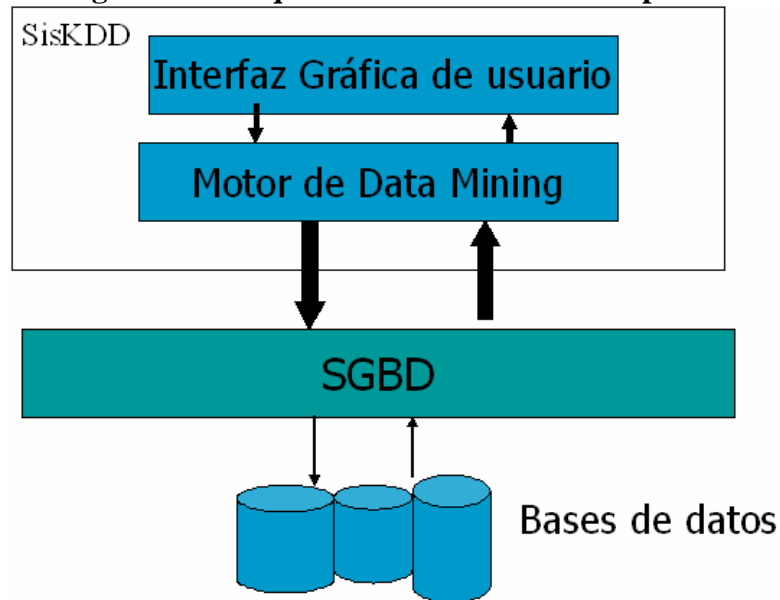 SisKDD
Interfaz Gráfica de usuario
Motor de Data Mining
SGBD
Bases de datos